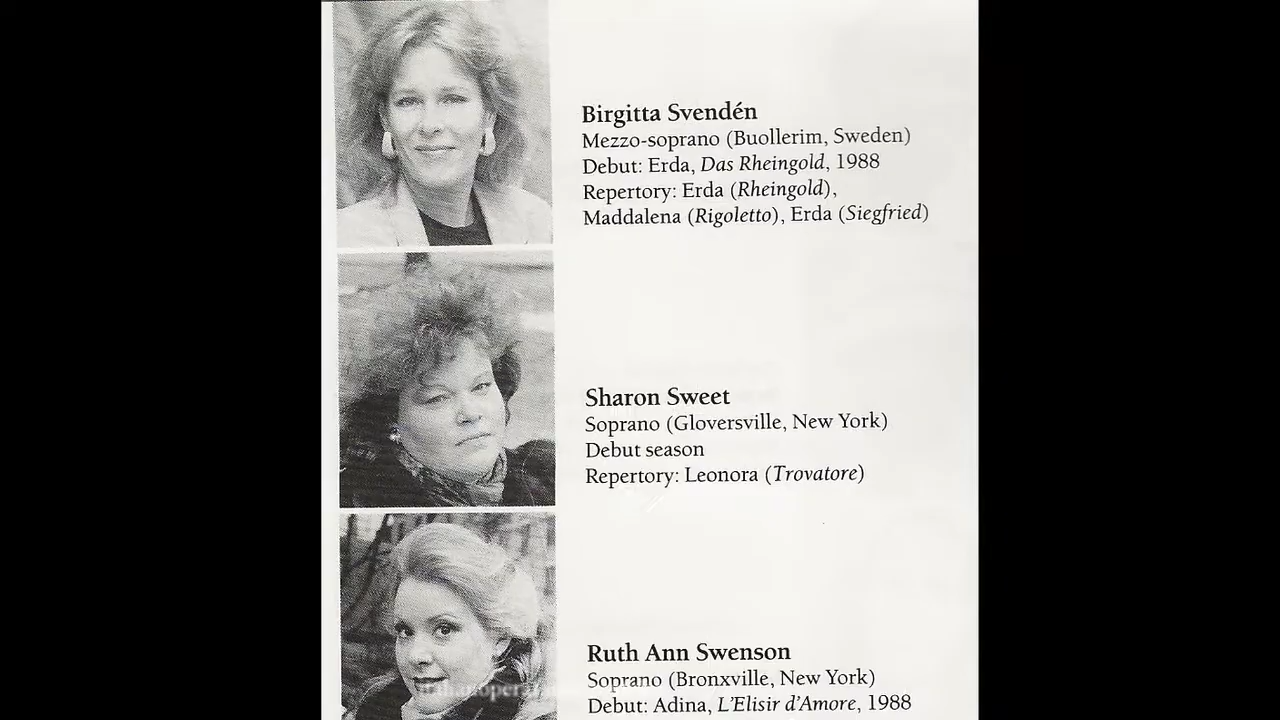 Birgitta Svendén
Mezzo-soprano (Buollerim, Sweden)
Debut: Erda, Das Rheingold, 1988
Repertory: Erda (Rheingold),
Maddalena (Rigoletto), Erda (Siegfried)
Sharon Sweet
Soprano (Gloversville, New York)
Debut season
Repertory: Leonora (Trovatore)
Ruth Ann Swenson
Soprano (Bronxville, New York)
Debut: Adina, L'Elisir d'Amore, 1988